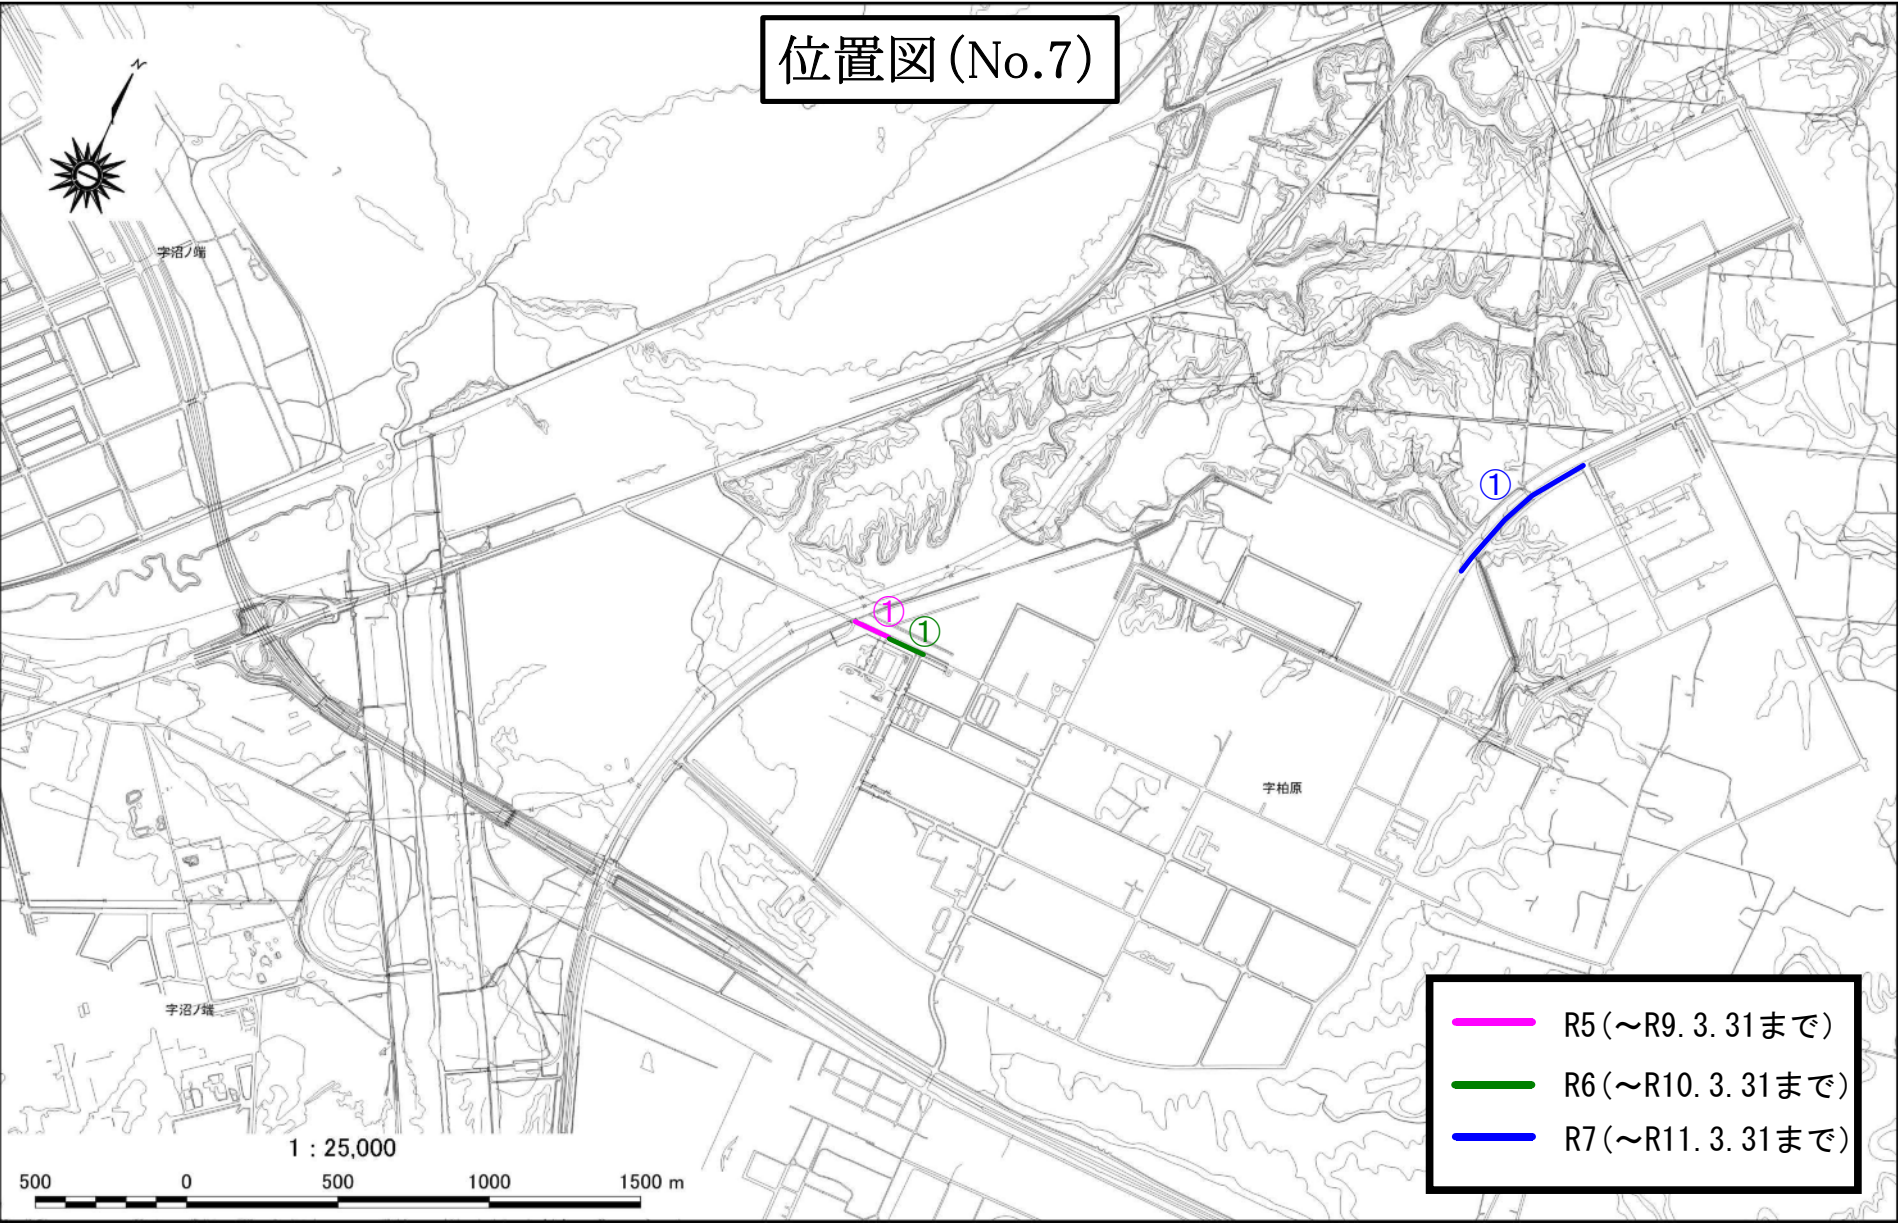 位置図(No.7)
N
字沼ノ端
①
①
①
字柏原
字沼ノ端
R5(～R9.3.31まで)
R6(～R10.3.31まで)
R7(～R11.3.31まで)
1：25,000
500 0 500 1000 1500 m